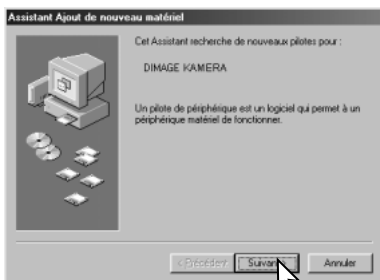 Assistant Ajout de nouveau matériel
Cet Assistant recherche de nouveaux pilotes pour :
DIMAGE KAMERA
Un pilote de périphérique est un logiciel qui permet à un
périphérique matériel de fonctionner.
< Précédent Suivant Annuler